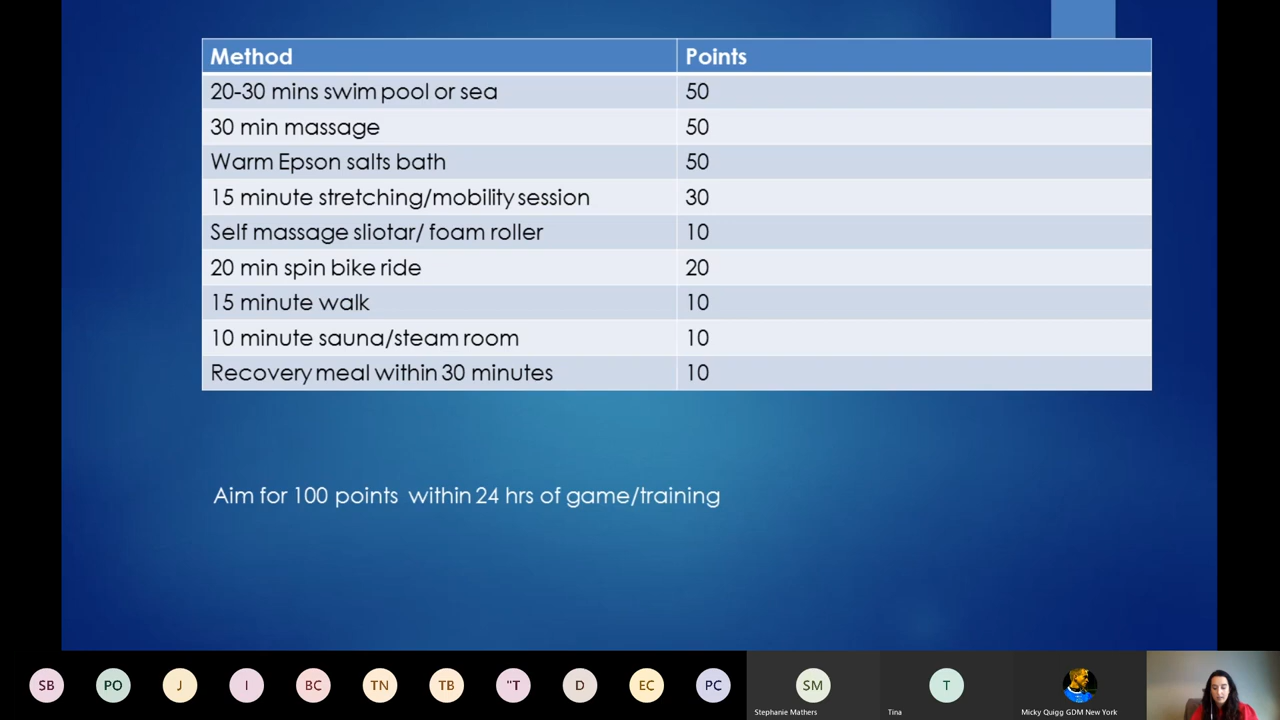 Method Points
20-30 mins swim pool or sea 50
30 min massage 50
Warm Epson salts bath 50
15 minute stretching/mobility session 30
Self massage sliotar/ foam roller 10
20 min spin bike ride 20
15 minute walk 10
10 minute sauna/steam room 10
Recovery meal within 30 minutes 10
Aim for 100 points within 24 hrs of game/training
SB PO J I BC TN TB "T D EC PC SM T
Stephanie Mathers Tina Micky Quigg GDM New York